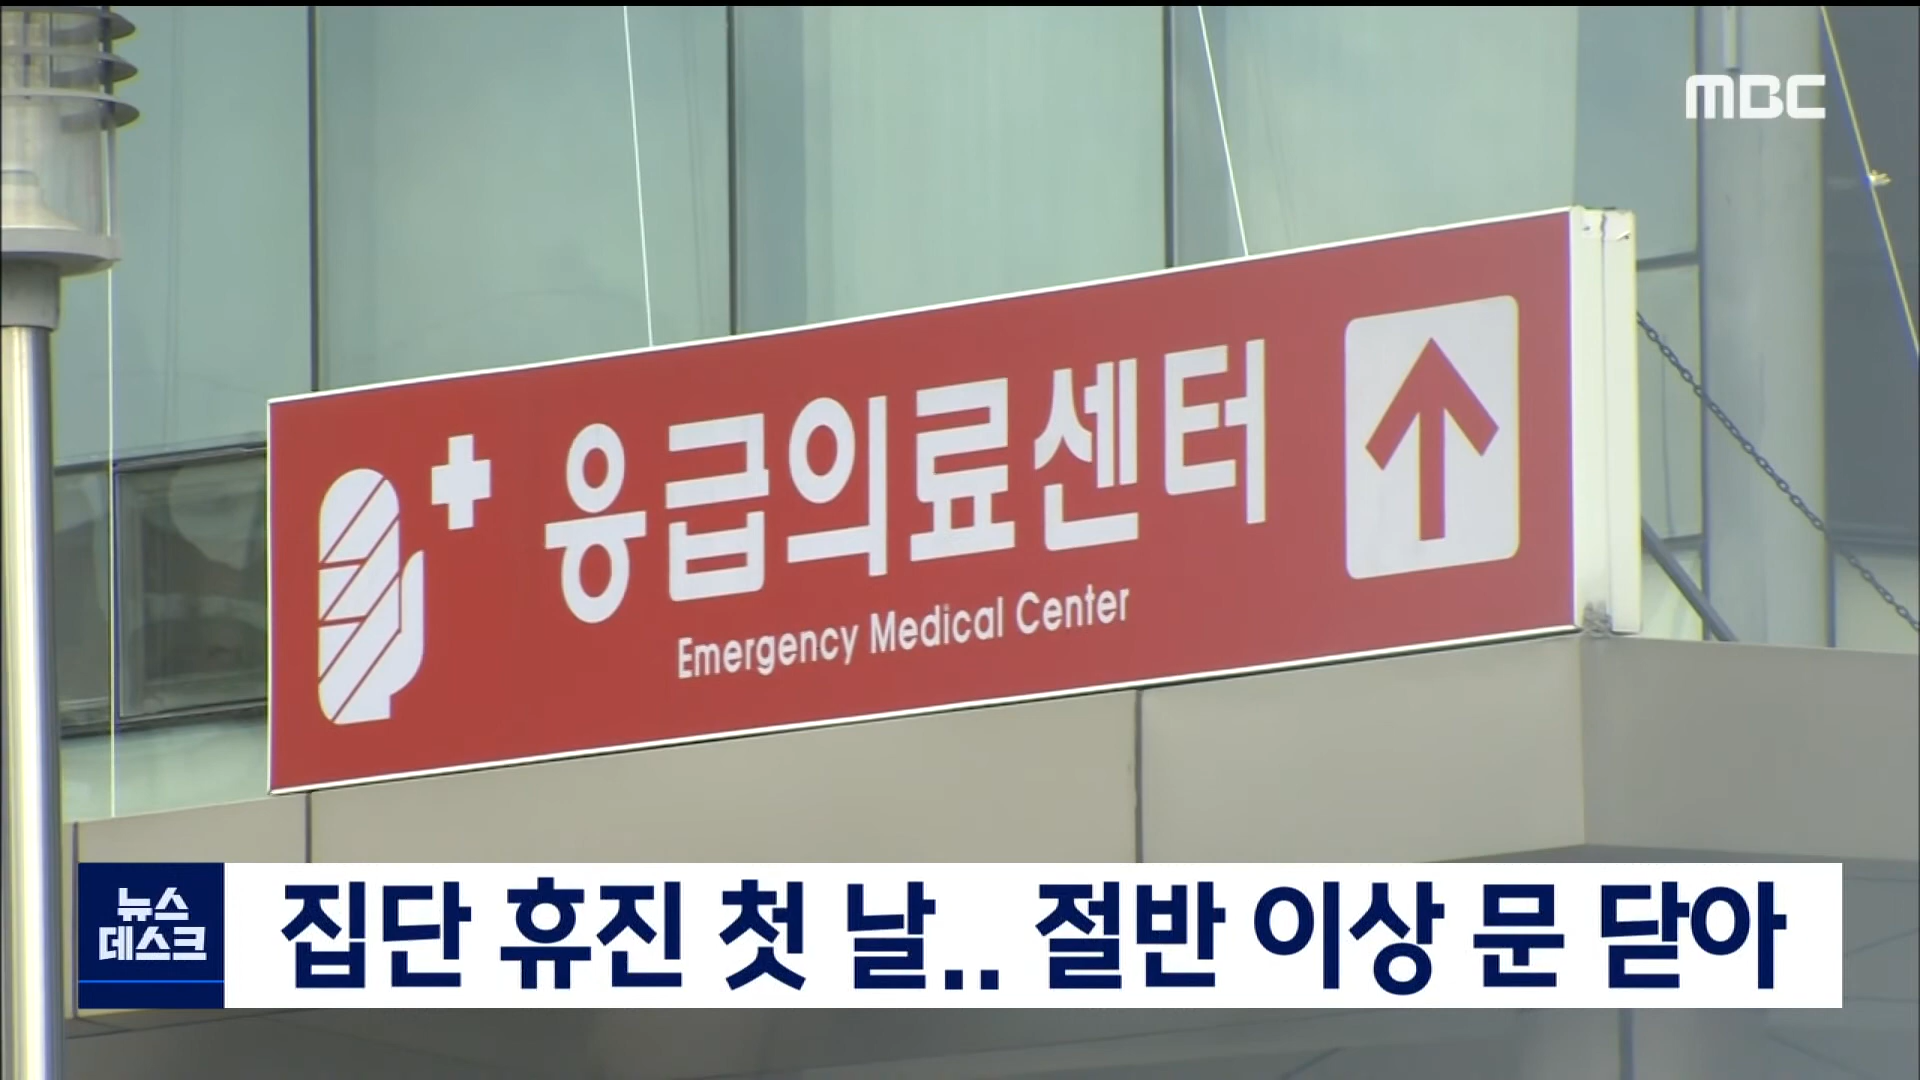 MBC
응급의료센터
Emergency Medical Center
뉴스
데스크
집단 휴진 첫 날.. 절반 이상 문 닫아